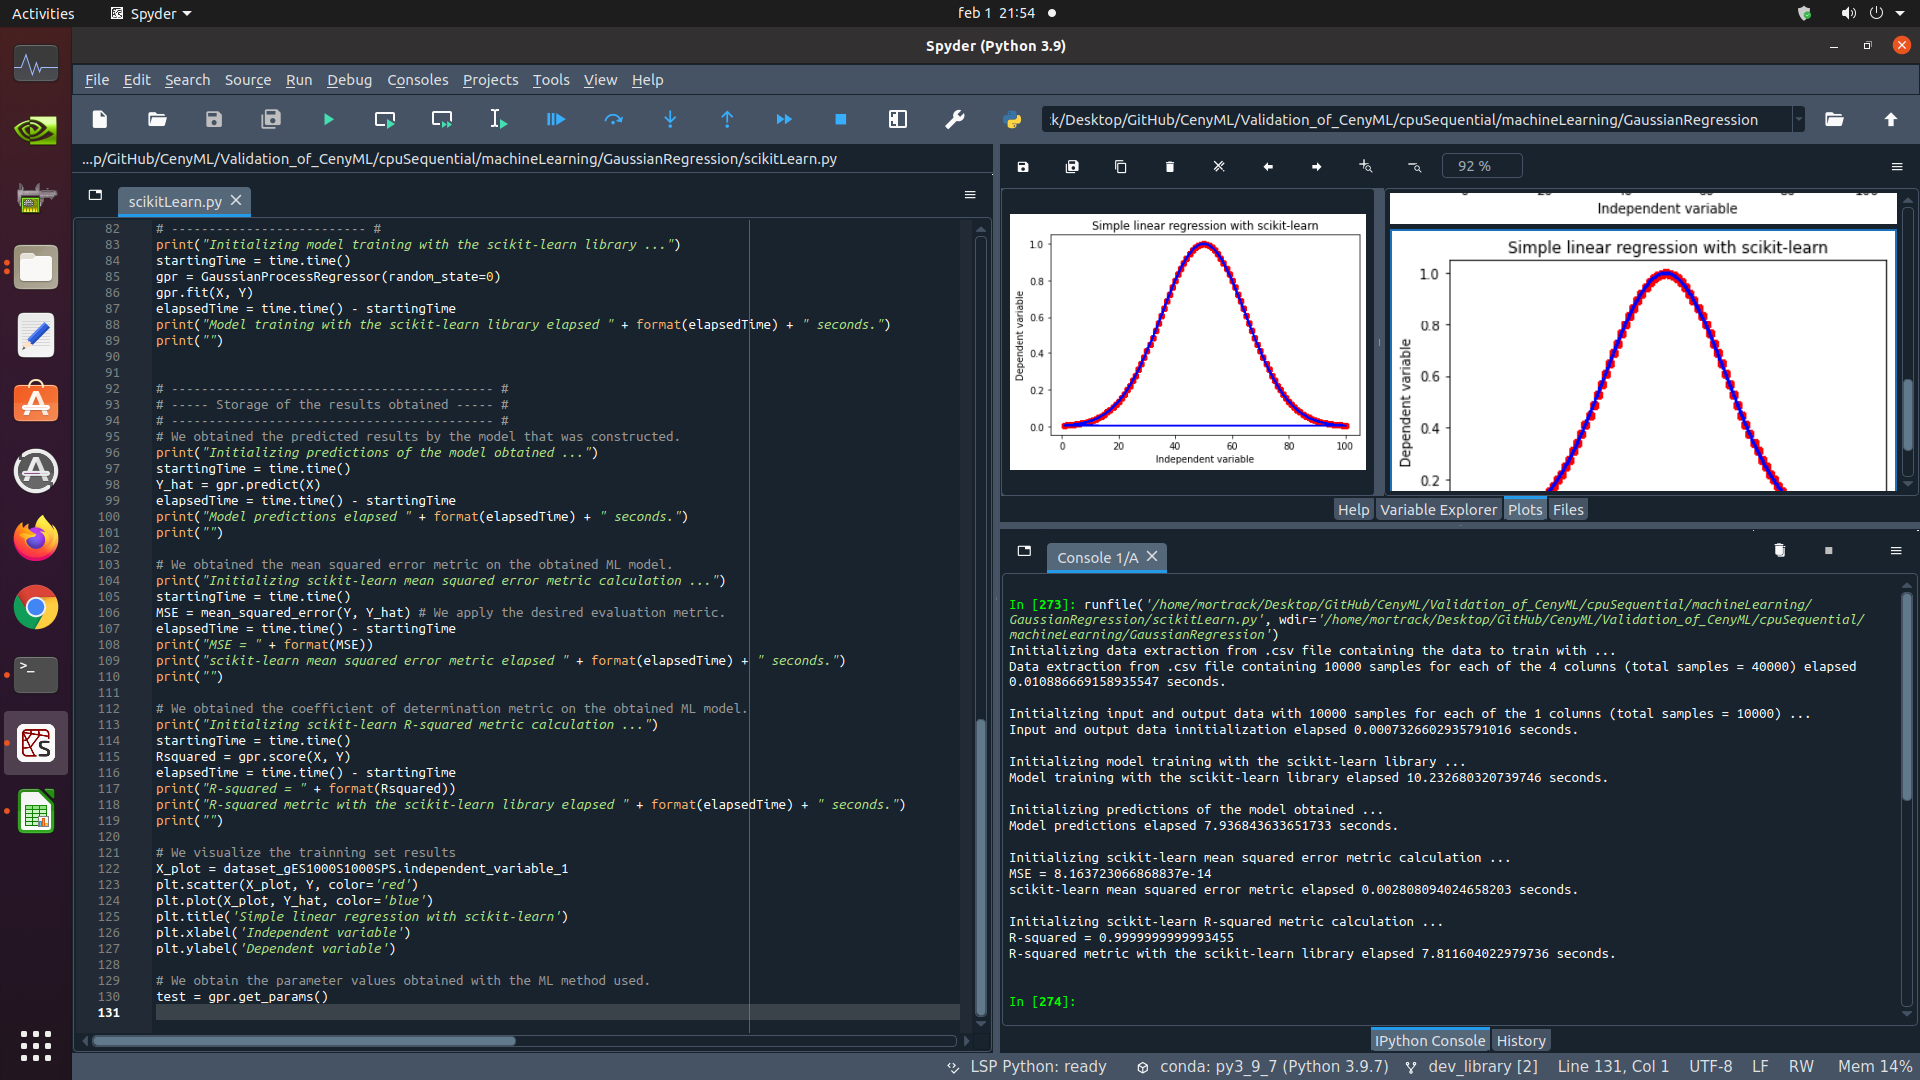 Activities
Spyder
feb 1 21:54
Spyder (Python 3.9)
File Edit Search Source Run Debug Consoles Projects Tools View Help
:k/Desktop/GitHub/CenyML/Validation_of_CenyML/cpuSequential/machineLearning/GaussianRegression
...p/GitHub/CenyML/Validation_of_CenyML/cpuSequential/machineLearning/GaussianRegression/scikitLearn.py
scikitLearn.py
82 # -------------------------- #
83 print("Initializing model training with the scikit-learn library ...")
84 startingTime = time.time()
85 gpr = GaussianProcessRegressor(random_state=0)
86 gpr.fit(X, Y)
87 elapsedTime = time.time() - startingTime
88 print("Model training with the scikit-learn library elapsed " + format(elapsedTime) + " seconds.")
89 print("")
90
91
92 # ------------------------------------------- #
93 # ----- Storage of the results obtained ----- #
94 # ------------------------------------------- #
95 # We obtained the predicted results by the model that was constructed.
96 print("Initializing predictions of the model obtained ...")
97 startingTime = time.time()
98 Y_hat = gpr.predict(X)
99 elapsedTime = time.time() - startingTime
100 print("Model predictions elapsed " + format(elapsedTime) + " seconds.")
101 print("")
102
103 # We obtained the mean squared error metric on the obtained ML model.
104 print("Initializing scikit-learn mean squared error metric calculation ...")
105 startingTime = time.time()
106 MSE = mean_squared_error(Y, Y_hat) # We apply the desired evaluation metric.
107 elapsedTime = time.time() - startingTime
108 print("MSE = " + format(MSE))
109 print("scikit-learn mean squared error metric elapsed " + format(elapsedTime) + " seconds.")
110 print("")
111
112 # We obtained the coefficient of determination metric on the obtained ML model.
113 print("Initializing scikit-learn R-squared metric calculation ...")
114 startingTime = time.time()
115 Rsquared = gpr.score(X, Y)
116 elapsedTime = time.time() - startingTime
117 print("R-squared = " + format(Rsquared))
118 print("R-squared metric with the scikit-learn library elapsed " + format(elapsedTime) + " seconds.")
119 print("")
120
121 # We visualize the trainning set results
122 X_plot = dataset_gES1000S1000SPS.independent_variable_1
123 plt.scatter(X_plot, Y, color='red')
124 plt.plot(X_plot, Y_hat, color='blue')
125 plt.title('Simple linear regression with scikit-learn')
126 plt.xlabel('Independent variable')
127 plt.ylabel('Dependent variable')
128
129 # We obtain the parameter values obtained with the ML method used.
130 test = gpr.get_params()
131
92 %
Simple linear regression with scikit-learn
1.0
0.8
0.6
0.4
0.2
0.0
Dependent variable
0 20 40 60 80 100
Independent variable
Independent variable
Simple linear regression with scikit-learn
1.0
0.8
0.6
0.4
0.2
Dependent variable
Help Variable Explorer Plots Files
Console 1/A
In [273]: runfile('/home/mortrack/Desktop/GitHub/CenyML/Validation_of_CenyML/cpuSequential/machineLearning/
GaussianRegression/scikitLearn.py', wdir='/home/mortrack/Desktop/GitHub/CenyML/Validation_of_CenyML/cpuSequential/
machineLearning/GaussianRegression')
Initializing data extraction from .csv file containing the data to train with ...
Data extraction from .csv file containing 10000 samples for each of the 4 columns (total samples = 40000) elapsed
0.010886669158935547 seconds.
Initializing input and output data with 10000 samples for each of the 1 columns (total samples = 10000) ...
Input and output data innitialization elapsed 0.0007326602935791016 seconds.
Initializing model training with the scikit-learn library ...
Model training with the scikit-learn library elapsed 10.232680320739746 seconds.
Initializing predictions of the model obtained ...
Model predictions elapsed 7.936843633651733 seconds.
Initializing scikit-learn mean squared error metric calculation ...
MSE = 8.163723066868837e-14
scikit-learn mean squared error metric elapsed 0.002808094024658203 seconds.
Initializing scikit-learn R-squared metric calculation ...
R-squared = 0.9999999999993455
R-squared metric with the scikit-learn library elapsed 7.811604022979736 seconds.
In [274]:
IPython Console History
LSP Python: ready conda: py3_9_7 (Python 3.9.7) dev_library [2] Line 131, Col 1 UTF-8 LF RW Mem 14%